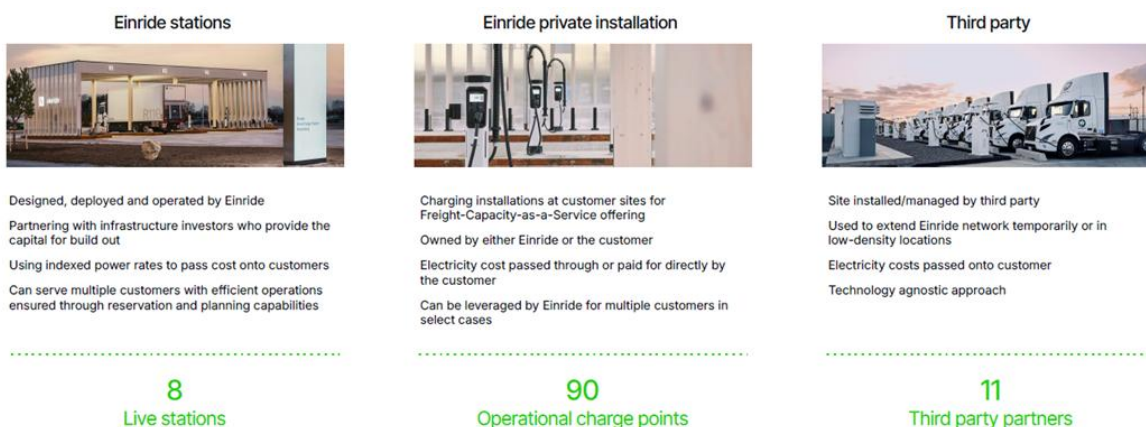 Einride stations
Designed, deployed and operated by Einride
Partnering with infrastructure investors who provide the
capital for build out
Using indexed power rates to pass cost onto customers
Can serve multiple customers with efficient operations
ensured through reservation and planning capabilities
8
Live stations
Einride private installation
Charging installations at customer sites for
Freight-Capacity-as-a-Service offering
Owned by either Einride or the customer
Electricity cost passed through or paid for directly by
the customer
Can be leveraged by Einride for multiple customers in
select cases
90
Operational charge points
Third party
Site installed/managed by third party
Used to extend Einride network temporarily or in
low-density locations
Electricity costs passed onto customer
Technology agnostic approach
11
Third party partners